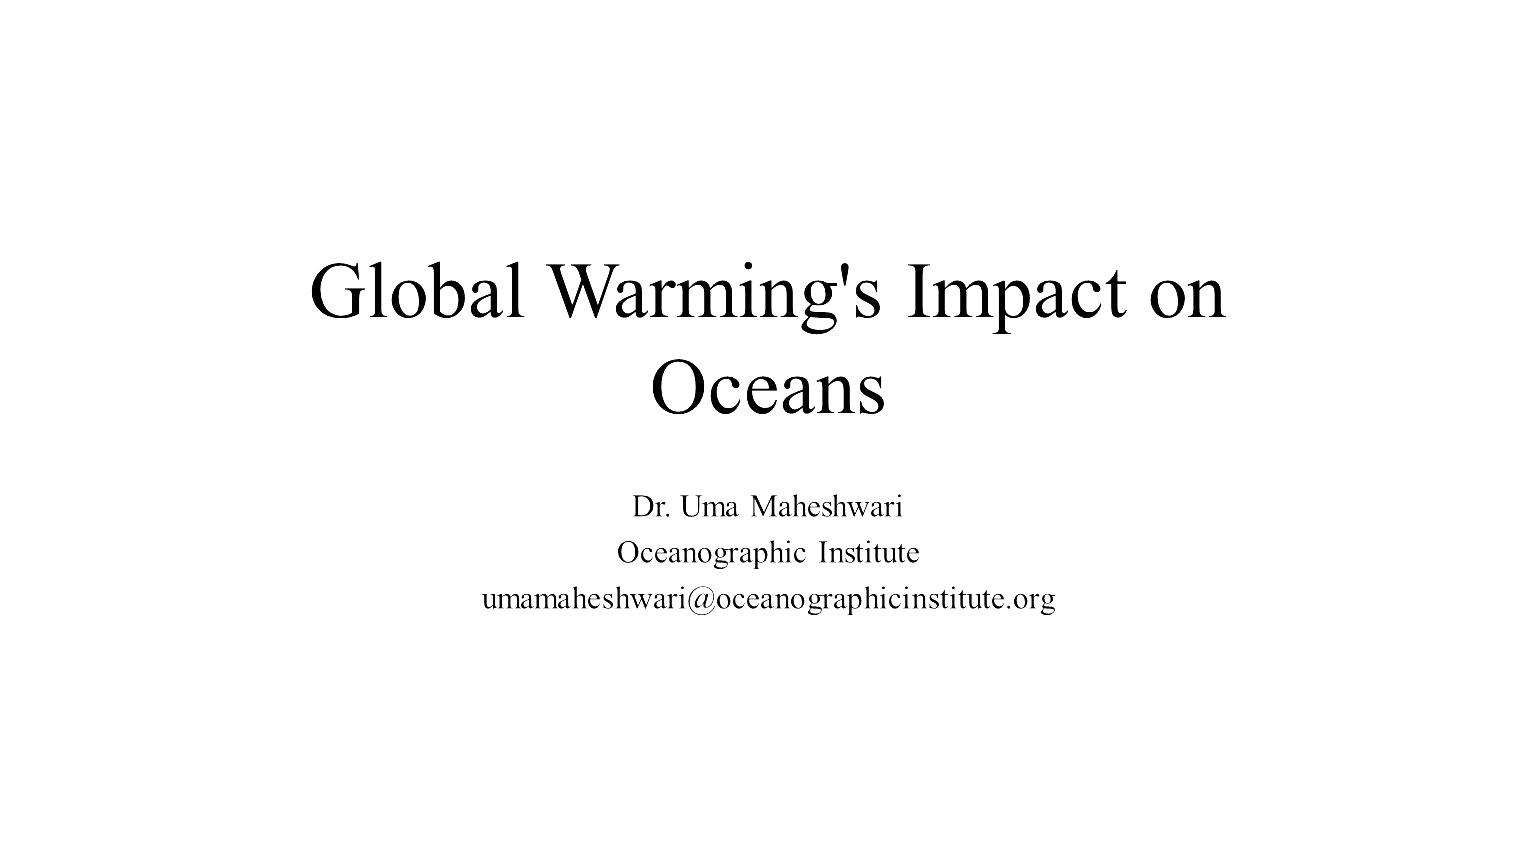 Global Warming's Impact on
Oceans
Dr. Uma Maheshwari
Oceanographic Institute
umamaheshwari@oceanographicinstitute.org